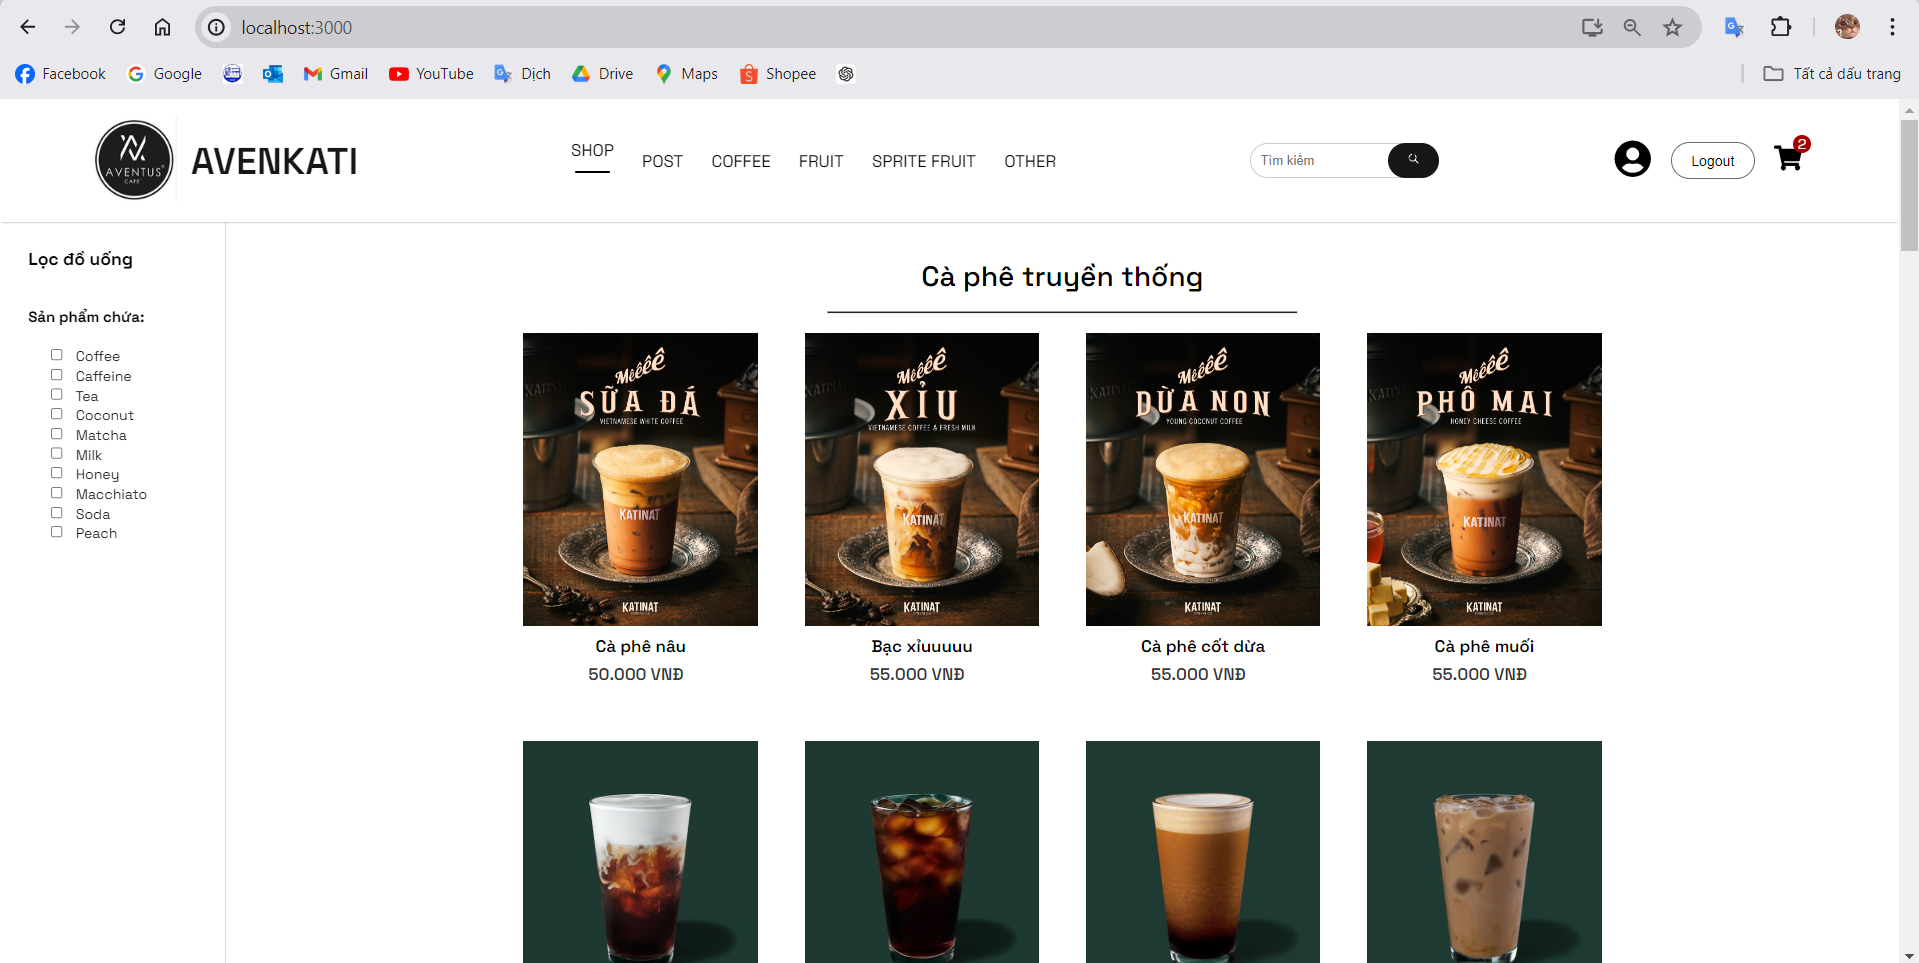 localhost:3000
Facebook Google Gmail YouTube Dịch Drive Maps Shopee Tất cả dấu trang
AVENTUS
CAFE
AVENKATI
SHOP POST COFFEE FRUIT SPRITE FRUIT OTHER
Tìm kiếm
Logout
2
Lọc đồ uống
Sản phẩm chứa:
Coffee
Caffeine
Tea
Coconut
Matcha
Milk
Honey
Macchiato
Soda
Peach
Cà phê truyền thống
Mêêêê
SỮA ĐÁ
VIETNAMESE WHITE COFFEE
KATINAT
KATINAT
Cà phê nâu
50.000 VNĐ
Mêêêê
XỈU
VIETNAMESE COFFEE & FRESH MILK
KATINAT
KATINAT
Bạc xỉuuuuu
55.000 VNĐ
Mêêêê
DỪA NON
YOUNG COCONUT COFFEE
KATINAT
KATINAT
Cà phê cốt dừa
55.000 VNĐ
Mêêêê
PHÔ MAI
HONEY CHEESE COFFEE
KATINAT
KATINAT
Cà phê muối
55.000 VNĐ